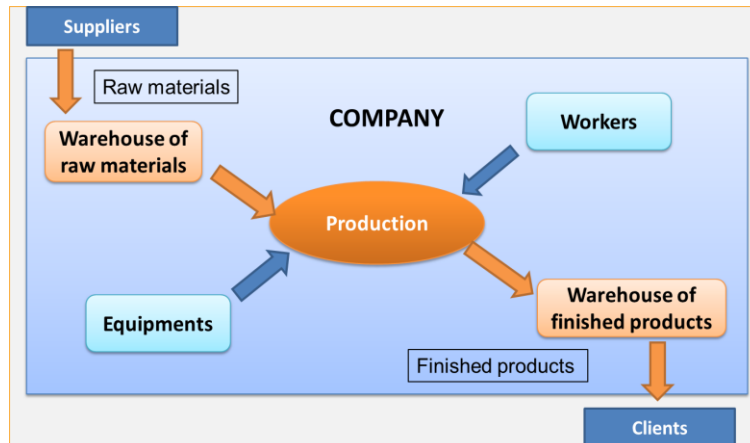 Suppliers
Raw materials
COMPANY
Workers
Warehouse of
raw materials
Production
Equipments
Warehouse of
finished products
Finished products
Clients